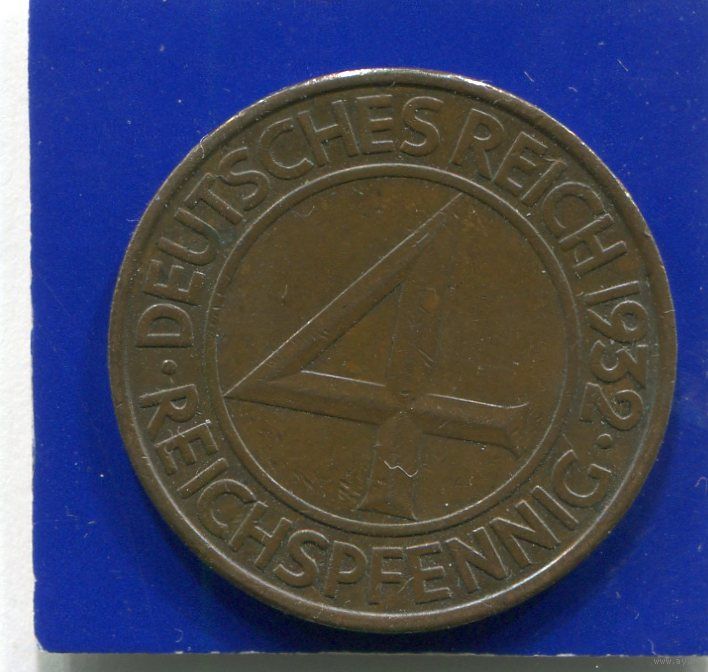 DEUTSCHES REICH 1932
4
REICHSPFENNIG